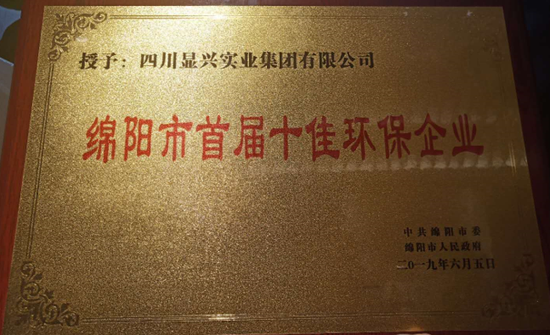 授予：四川显兴实业集团有限公司
绵阳市首届十佳环保企业
中共绵阳市委
绵阳市人民政府
二〇一九年六月五日